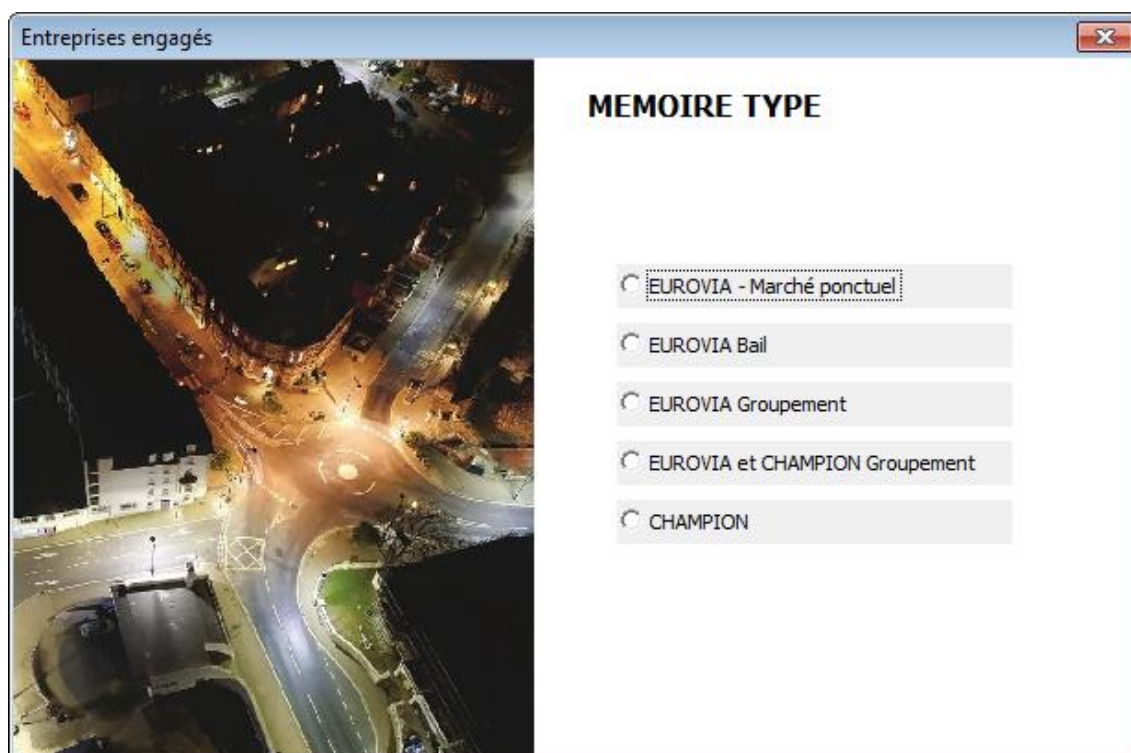 Entreprises engagés
MEMOIRE TYPE
EUROVIA - Marché ponctuel
EUROVIA Bail
EUROVIA Groupement
EUROVIA et CHAMPION Groupement
CHAMPION